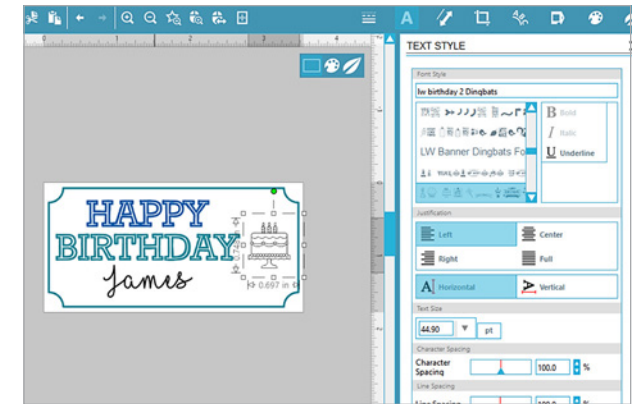 A
TEXT STYLE
Font Style
lw birthday 2 Dingbats
B Bold
I Italic
LW Banner Dingbats Fo
U Underline
Justification
Left
Center
Right
Full
A Horizontal
Vertical
Text Size
44.90
pt
Character Spacing
Character
Spacing
100.0
%
Line Spacing
HAPPY
BIRTHDAY
James
0.697 in